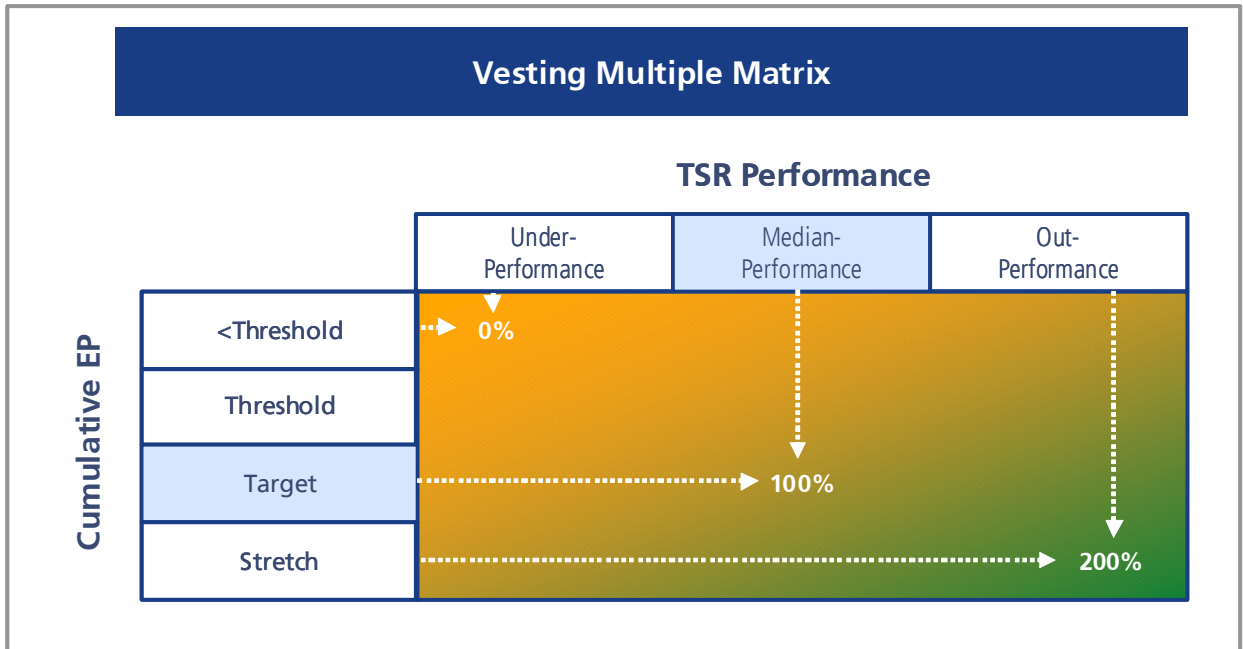 Vesting Multiple Matrix
TSR Performance
Under-
Performance
Median-
Performance
Out-
Performance
Cumulative EP
<Threshold
0%
Threshold
Target
100%
Stretch
200%